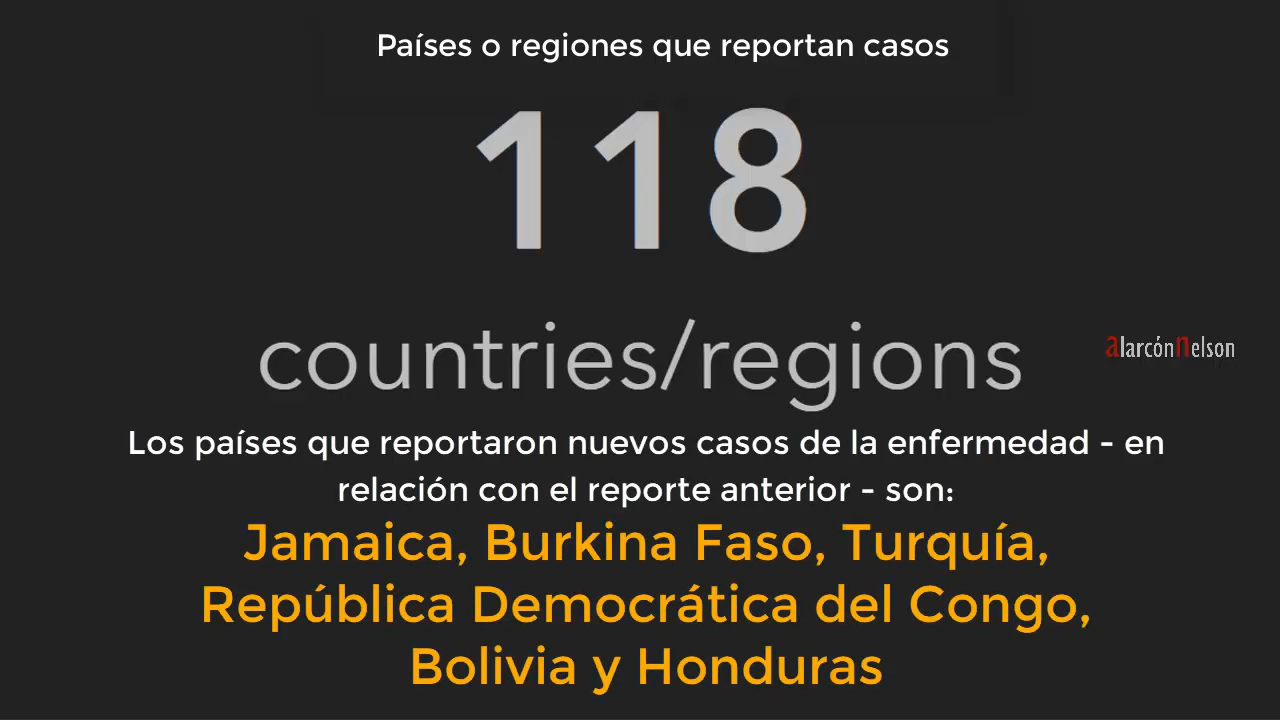 Países o regiones que reportan casos
118
countries/regions
alarcónnelson
Los países que reportaron nuevos casos de la enfermedad - en
relación con el reporte anterior - son:
Jamaica, Burkina Faso, Turquía,
República Democrática del Congo,
Bolivia y Honduras